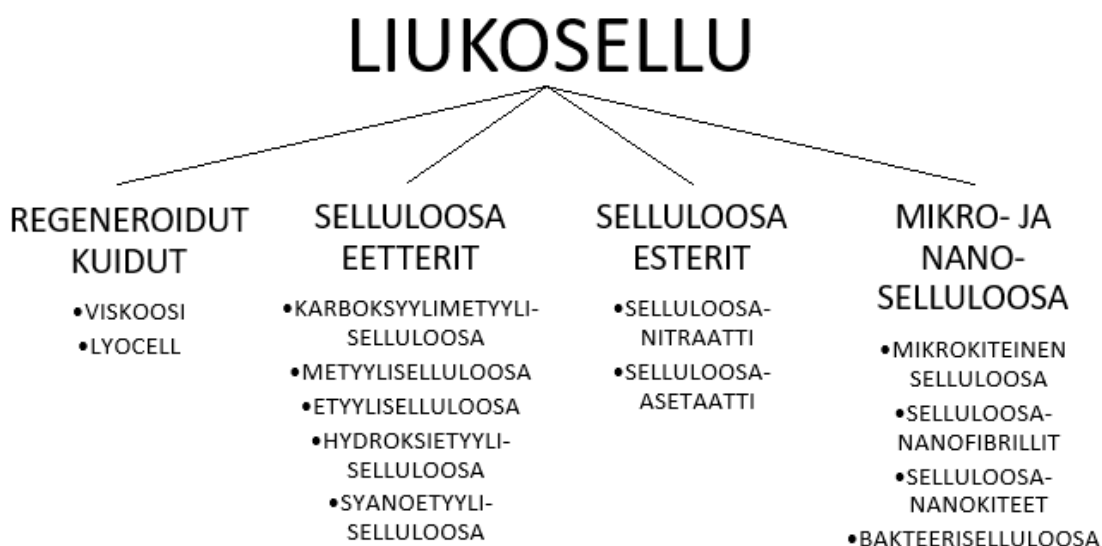 LIUKOSELLU
REGENEROIDUT
KUIDUT
•VISKOOSI
•LYOCELL
SELLULOOSA
EETTERIT
•KARBOKSYYLIMETYYLI-
SELLULOOSA
•METYYLISELLULOOSA
•ETYYLISELLULOOSA
•HYDROKSIETYYLI-
SELLULOOSA
•SYANOETYYLI-
SELLULOOSA
SELLULOOSA
ESTERIT
•SELLULOOSA-
NITRAATTI
•SELLULOOSA-
ASETAATTI
MIKRO- JA
NANO-
SELLULOOSA
•MIKROKITEINEN
SELLULOOSA
•SELLULOOSA-
NANOFIBRILLIT
•SELLULOOSA-
NANOKITEET
•BAKTEERISELLULOOSA